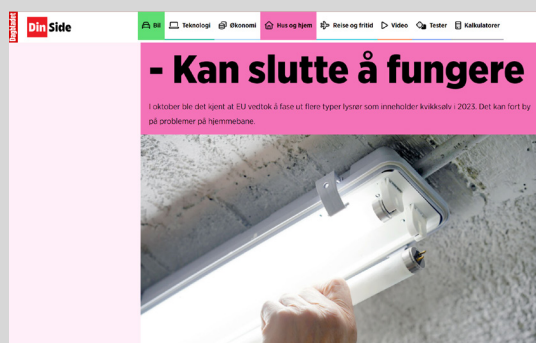 Dagbladet
Din Side
Bil Teknologi Økonomi Hus og hjem Reise og fritid Video Tester Kalkulatorer
- Kan slutte å fungere
I oktober ble det kjent at EU vedtok å fase ut flere typer lysrør som inneholder kvikksølv i 2023. Det kan fort by
på problemer på hjemmebane.